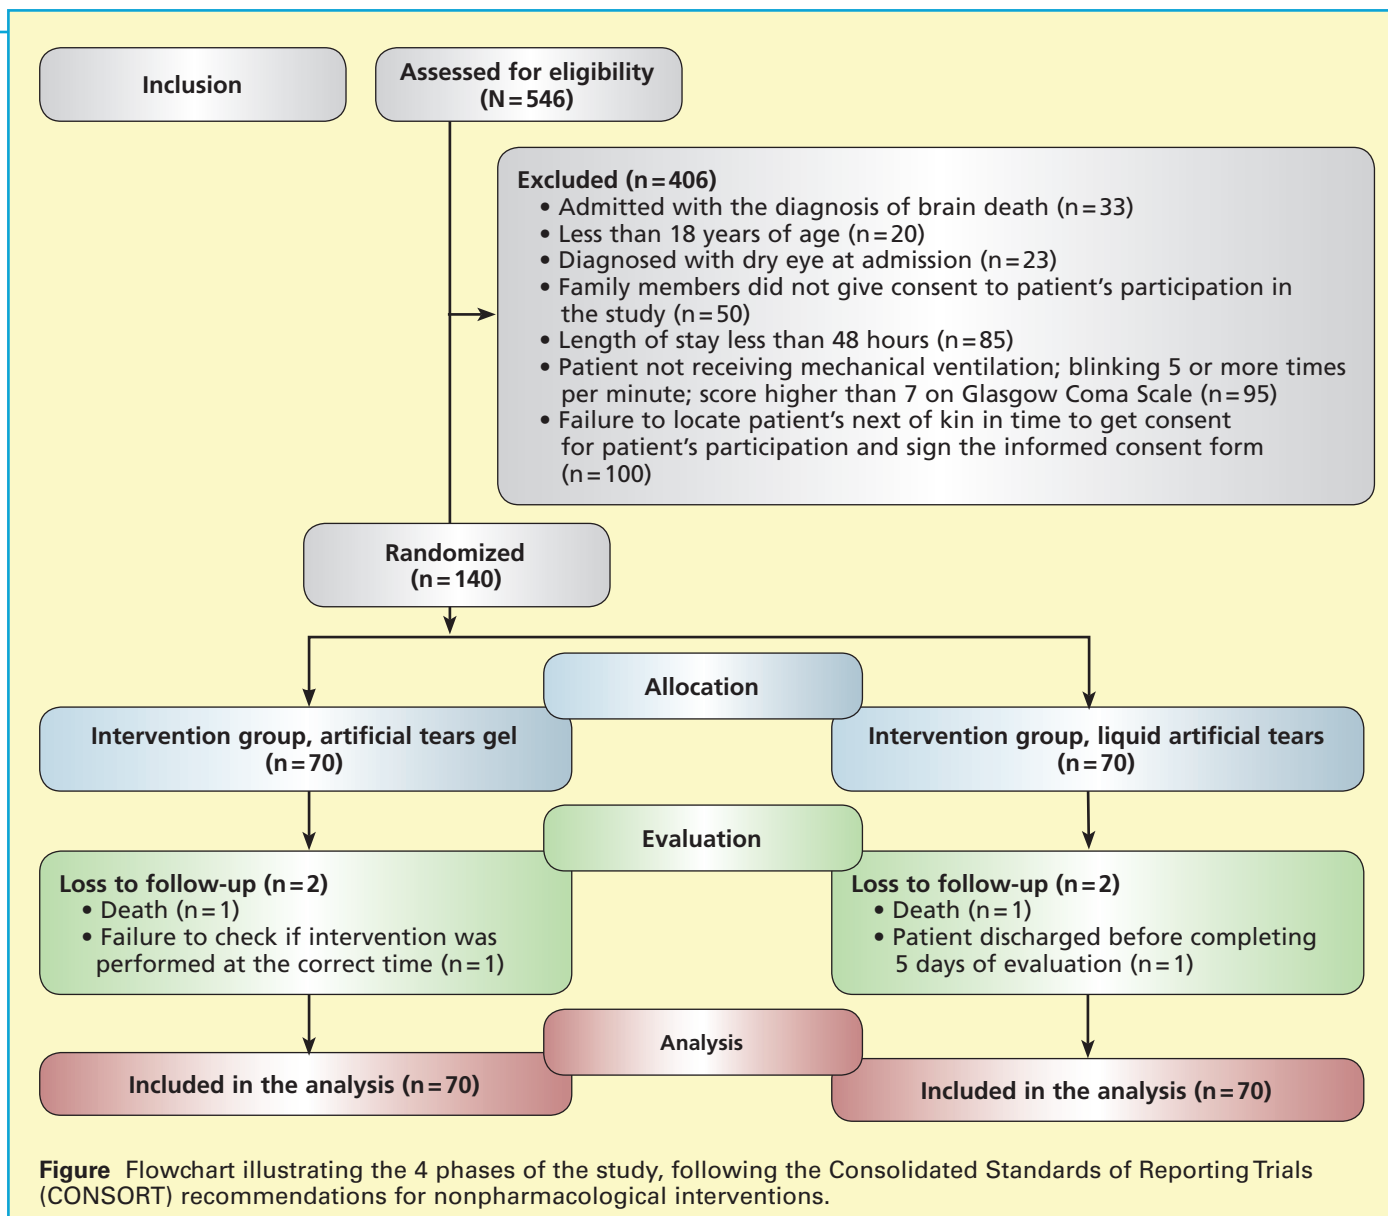 Inclusion
Assessed for eligibility
(N=546)
Excluded (n=406)
• Admitted with the diagnosis of brain death (n=33)
• Less than 18 years of age (n=20)
• Diagnosed with dry eye at admission (n=23)
• Family members did not give consent to patient's participation in
the study (n=50)
• Length of stay less than 48 hours (n=85)
• Patient not receiving mechanical ventilation; blinking 5 or more times
per minute; score higher than 7 on Glasgow Coma Scale (n=95)
• Failure to locate patient's next of kin in time to get consent
for patient's participation and sign the informed consent form
(n=100)
Randomized
(n=140)
Allocation
Intervention group, artificial tears gel
(n=70)
Intervention group, liquid artificial tears
(n=70)
Evaluation
Loss to follow-up (n=2)
• Death (n=1)
• Failure to check if intervention was
performed at the correct time (n=1)
Loss to follow-up (n=2)
• Death (n=1)
• Patient discharged before completing
5 days of evaluation (n=1)
Analysis
Included in the analysis (n=70)
Included in the analysis (n=70)
Figure Flowchart illustrating the 4 phases of the study, following the Consolidated Standards of Reporting Trials
(CONSORT) recommendations for nonpharmacological interventions.